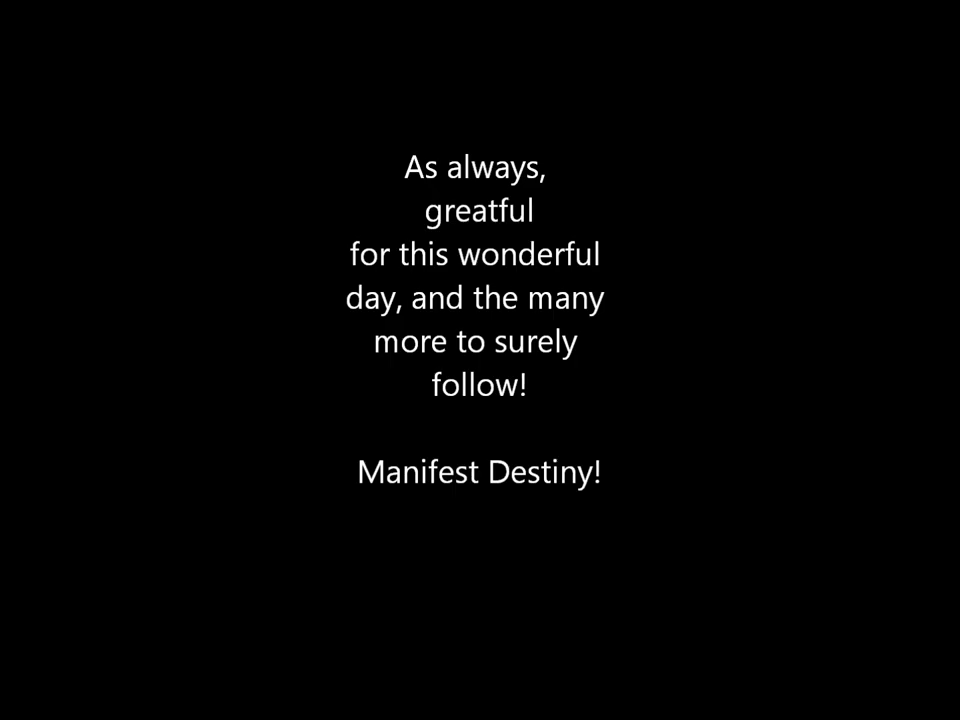 As always,
greatful
for this wonderful
day, and the many
more to surely
follow!
Manifest Destiny!